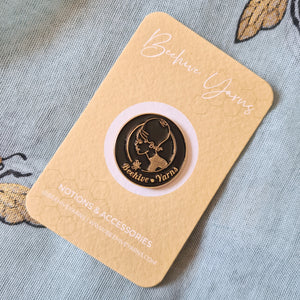 Beehive Yarns
Beehive ♥ Yarns
NOTIONS & ACCESSORIES